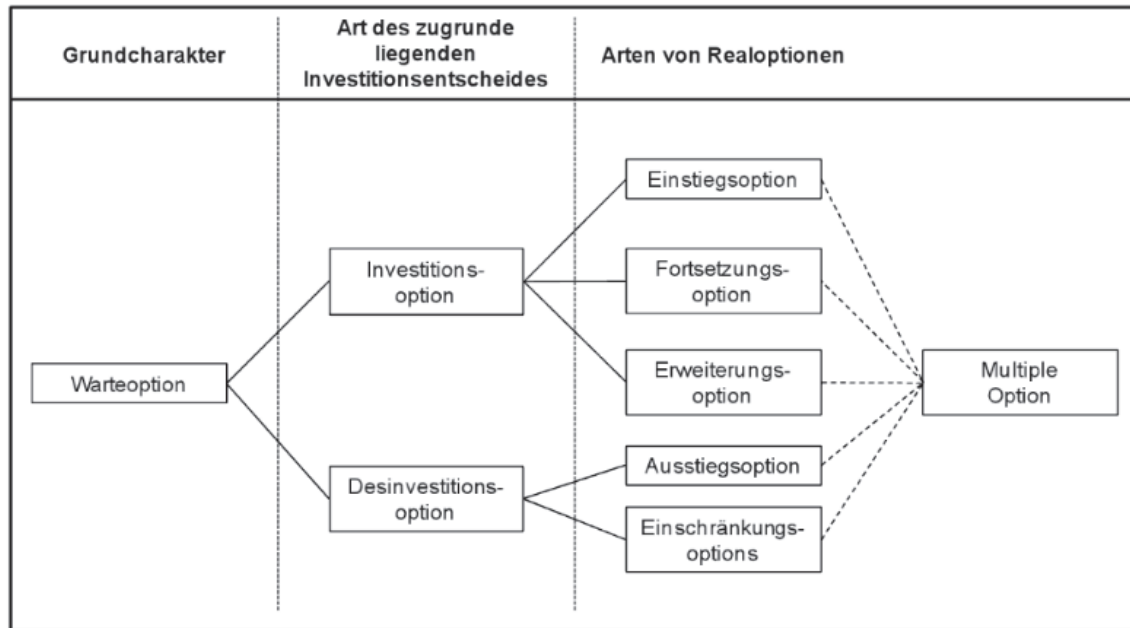 Grundcharakter
Art des zugrunde
liegenden
Investitionsentscheides
Arten von Realoptionen
Einstiegsoption
Investitions-
option
Fortsetzungs-
option
Warteoption
Erweiterungs-
option
Multiple
Option
Desinvestitions-
option
Ausstiegsoption
Einschränkungs-
options